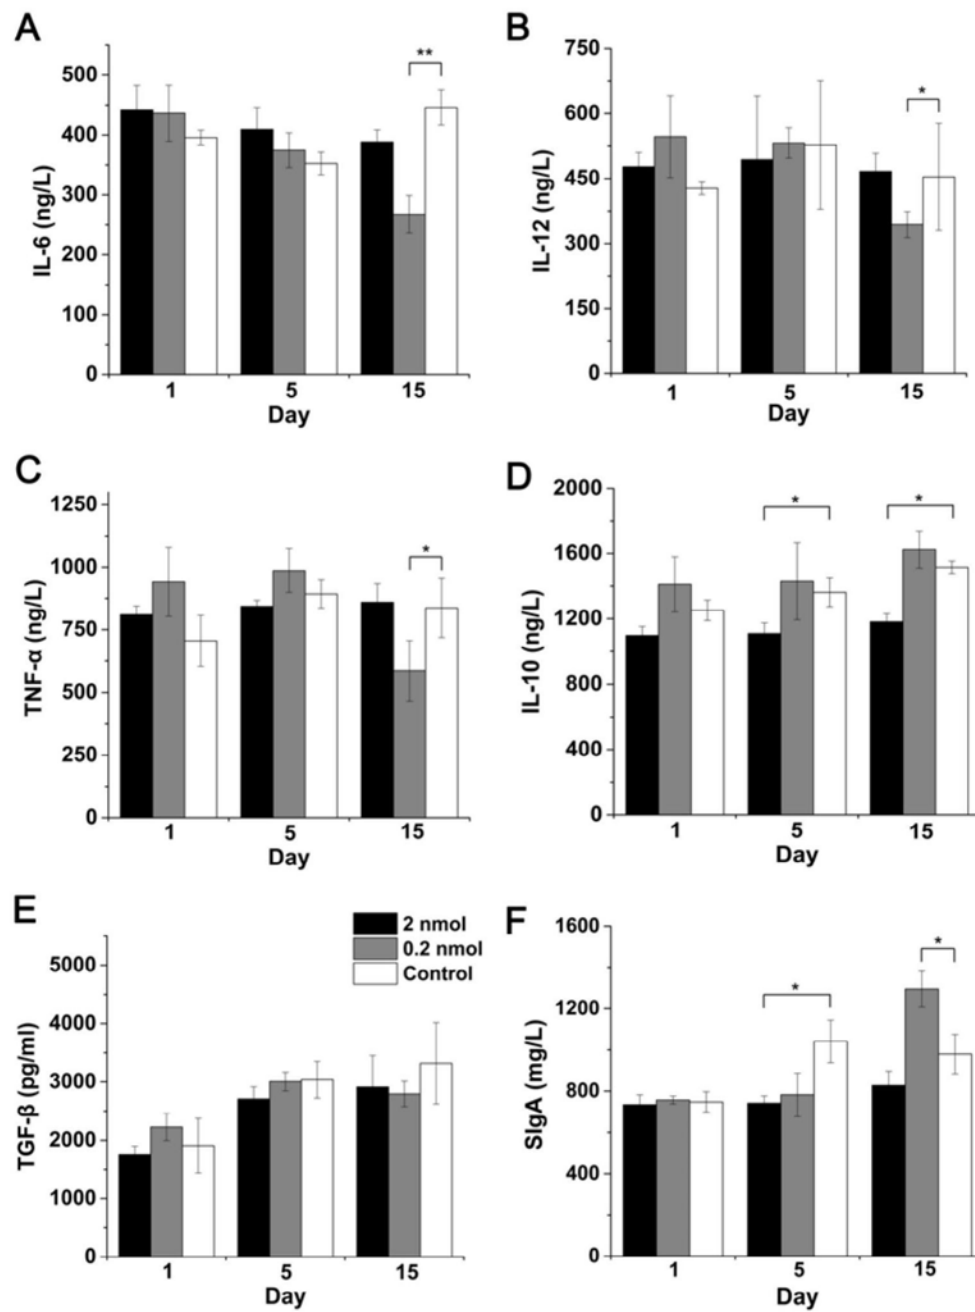 A
IL-6 (ng/L)
500
400
300
200
100
0
**
1 5 15
Day
B
IL-12 (ng/L)
750
600
450
300
150
0
*
1 5 15
Day
C
TNF-α (ng/L)
1250
1000
750
500
250
0
*
1 5 15
Day
D
IL-10 (ng/L)
2000
1600
1200
800
400
0
* *
1 5 15
Day
E
TGF-β (pg/ml)
5000
4000
3000
2000
1000
0
2 nmol
0.2 nmol
Control
1 5 15
Day
F
SIgA (mg/L)
1600
1200
800
400
0
* *
1 5 15
Day